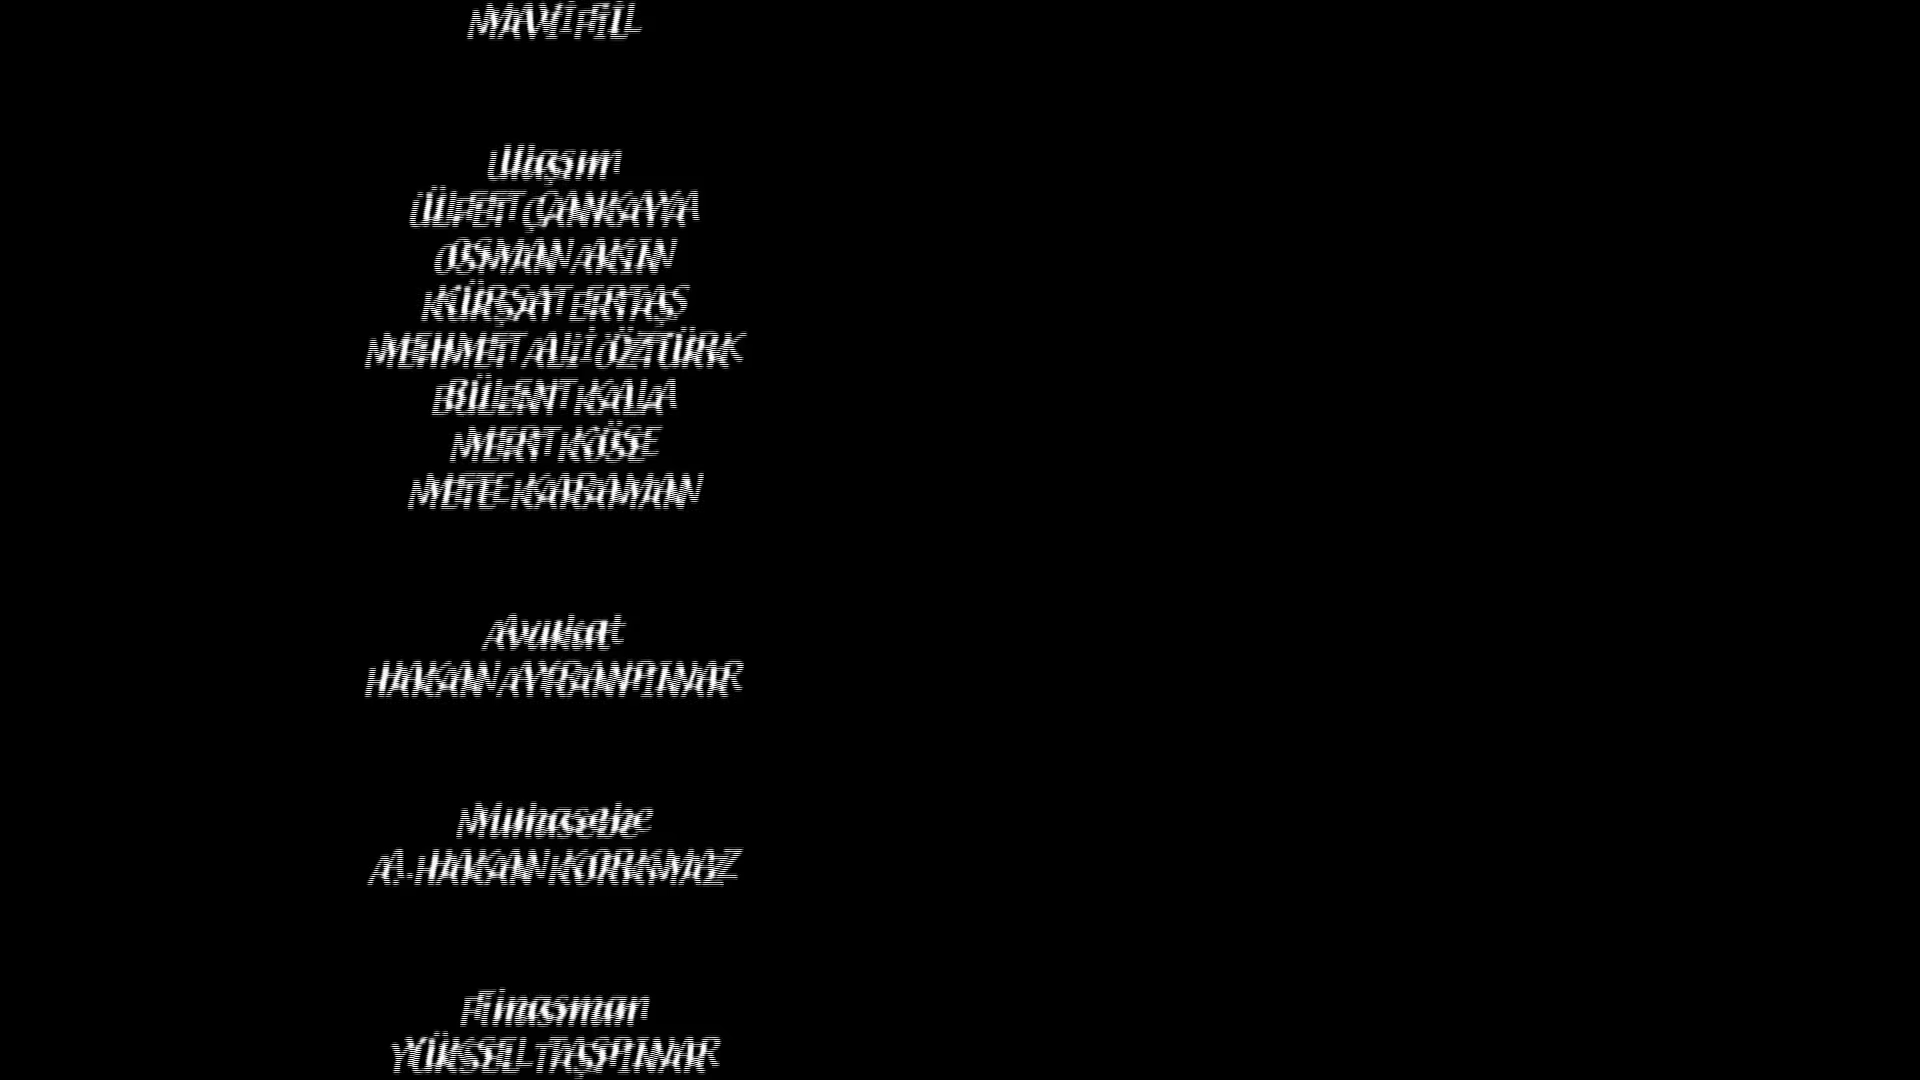 MAVİ FİL
Ulaşım
ÜLFET ÇANKAYA
OSMAN AKIN
KÜRŞAT ERTAŞ
MEHMET ALİ ÖZTÜRK
BÜLENT KALA
MERT KÖSE
METE KARAMAN
Avukat
HAKAN AYRANPINAR
Muhasebe
A. HAKAN KORKMAZ
Finasman
YÜKSEL TAŞPINAR